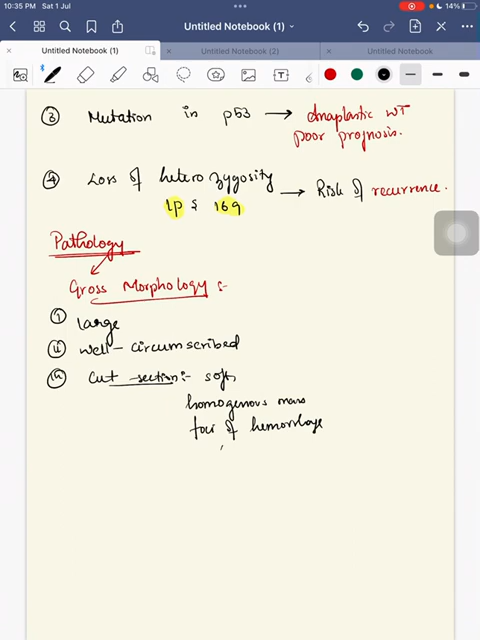 10:35 PM Sat 1 Jul
14%
Untitled Notebook (1)
Untitled Notebook (1)
Untitled Notebook (2)
Untitled Notebook
③ Mutation in p53 → Anaplastic WT
poor prognosis.
④ Loss of heterozygosity → Risk of recurrence.
1p & 16q
Pathology
Gross Morphology :-
① Large
② well-circumscribed
Cut-section:- soft,
homogenous mass
foci of hemorrhage